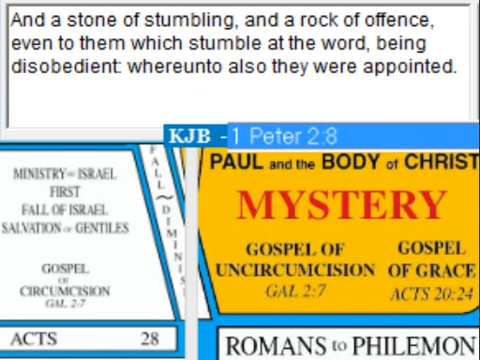 And a stone of stumbling, and a rock of offence,
even to them which stumble at the word, being
disobedient: whereunto also they were appointed.
KJB - 1 Peter 2:8
MINISTRY to ISRAEL
FIRST
FALL OF ISRAEL
SALVATION of GENTILES
GOSPEL
OF
CIRCUMCISION
GAL 2-7
FALL ~ DIMINIS
ACTS 28
PAUL and the BODY of CHRIST
MYSTERY
GOSPEL OF
UNCIRCUMCISION
GAL 2:7
GOSPEL
OF GRACE
ACTS 20:24
ROMANS to PHILEMON